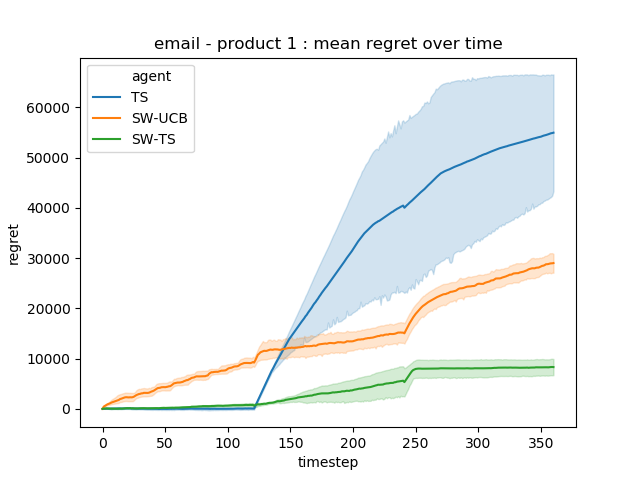 email - product 1 : mean regret over time
agent
TS
SW-UCB
SW-TS
regret
60000
50000
40000
30000
20000
10000
0
0 50 100 150 200 250 300 350
timestep